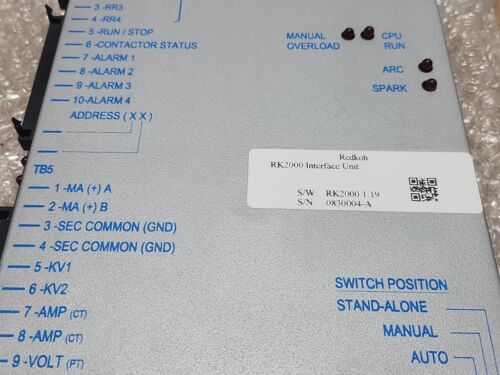 3 -RR3
4 -RR4
5 -RUN / STOP
6 -CONTACTOR STATUS
7 -ALARM 1
8 -ALARM 2
9 -ALARM 3
10-ALARM 4
ADDRESS ( X X )
MANUAL OVERLOAD
CPU RUN
ARC
SPARK
Redkoh
RK2000 Interface Unit
S/W RK2000 1.19
S/N 0830004-A
TB5
1 -MA (+) A
2 -MA (+) B
3 -SEC COMMON (GND)
4 -SEC COMMON (GND)
5 -KV1
6 -KV2
7 -AMP (CT)
8 -AMP (CT)
9 -VOLT (PT)
SWITCH POSITION
STAND-ALONE
MANUAL
AUTO